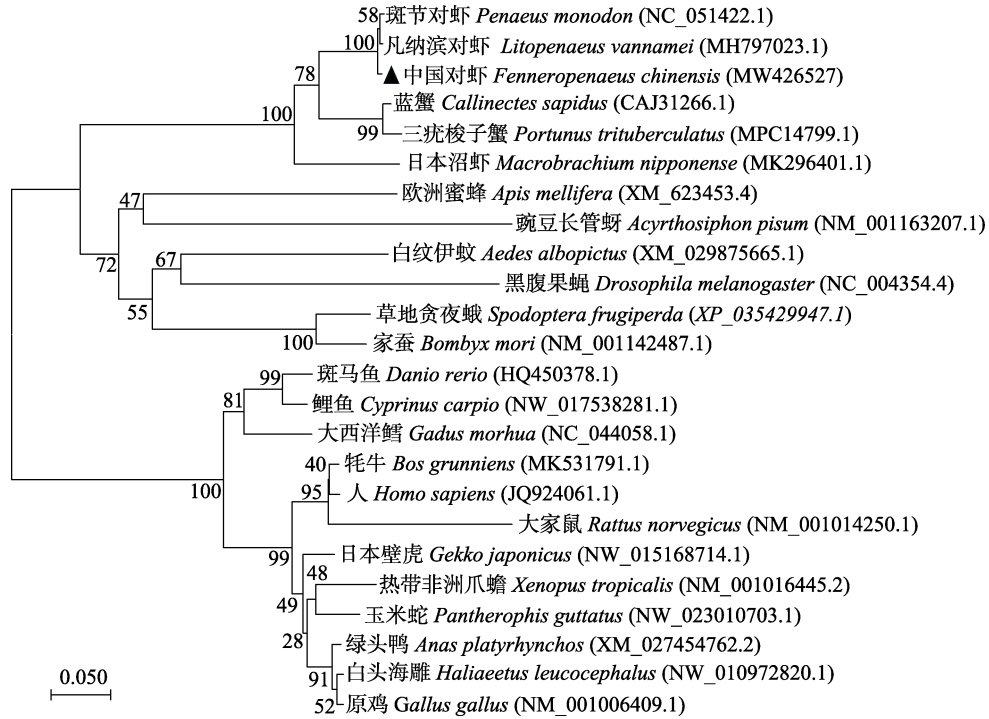 58 斑节对虾 Penaeus monodon (NC_051422.1)
100 凡纳滨对虾 Litopenaeus vannamei (MH797023.1)
▲中国对虾 Fenneropenaeus chinensis (MW426527)
78
蓝蟹 Callinectes sapidus (CAJ31266.1)
100
99 三疣梭子蟹 Portunus trituberculatus (MPC14799.1)
日本沼虾 Macrobrachium nipponense (MK296401.1)
47 欧洲蜜蜂 Apis mellifera (XM_623453.4)
豌豆长管蚜 Acyrthosiphon pisum (NM_001163207.1)
72
67 白纹伊蚊 Aedes albopictus (XM_029875665.1)
黑腹果蝇 Drosophila melanogaster (NC_004354.4)
55
草地贪夜蛾 Spodoptera frugiperda (XP_035429947.1)
100 家蚕 Bombyx mori (NM_001142487.1)
99 斑马鱼 Danio rerio (HQ450378.1)
81
鲤鱼 Cyprinus carpio (NW_017538281.1)
大西洋鳕 Gadus morhua (NC_044058.1)
100
40 牦牛 Bos grunniens (MK531791.1)
95 人 Homo sapiens (JQ924061.1)
大家鼠 Rattus norvegicus (NM_001014250.1)
99 日本壁虎 Gekko japonicus (NW_015168714.1)
48 热带非洲爪蟾 Xenopus tropicalis (NM_001016445.2)
49
玉米蛇 Pantherophis guttatus (NW_023010703.1)
28 绿头鸭 Anas platyrhynchos (XM_027454762.2)
91 白头海雕 Haliaeetus leucocephalus (NW_010972820.1)
52 原鸡 Gallus gallus (NM_001006409.1)
0.050